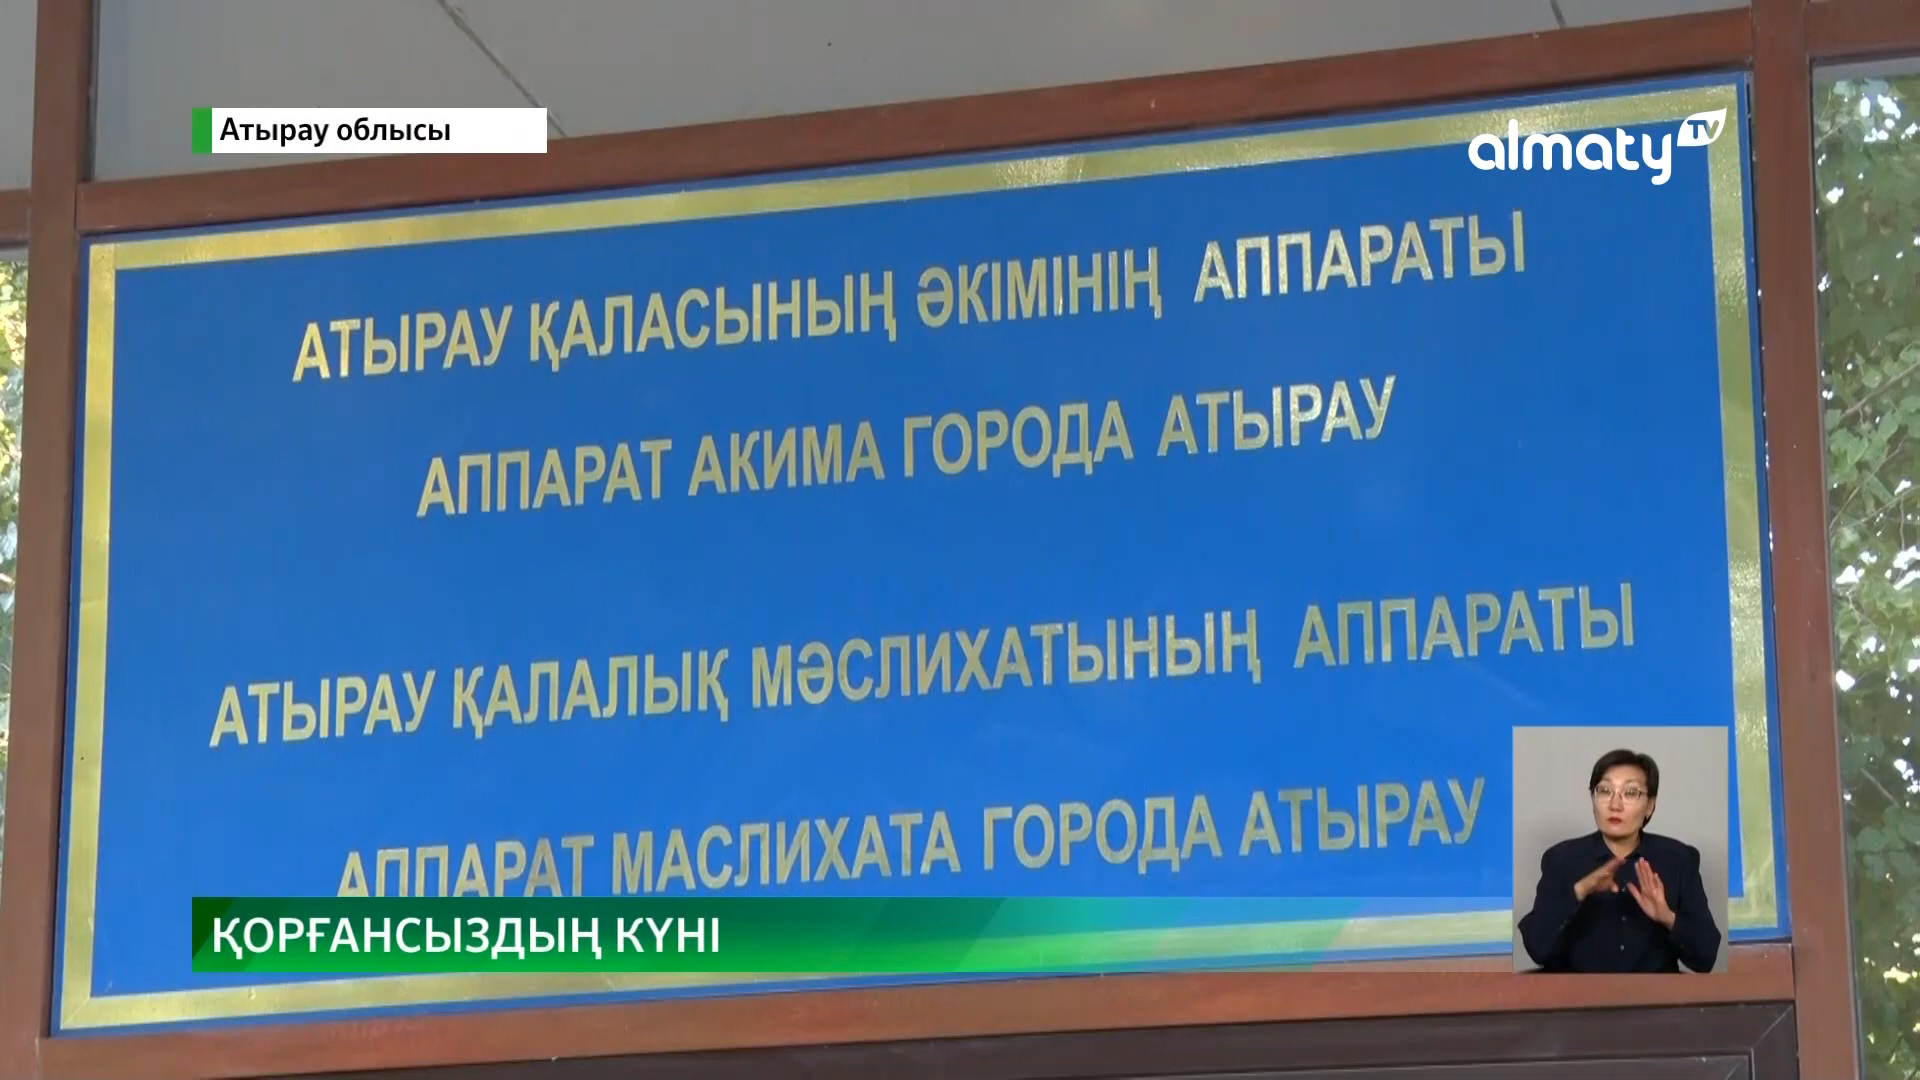 Атырау облысы
almaty TV
АТЫРАУ ҚАЛАСЫНЫҢ ӘКІМІНІҢ АППАРАТЫ
АППАРАТ АКИМА ГОРОДА АТЫРАУ
АТЫРАУ ҚАЛАЛЫҚ МӘСЛИХАТЫНЫҢ АППАРАТЫ
АППАРАТ МАСЛИХАТА ГОРОДА АТЫРАУ
ҚОРҒАНСЫЗДЫҢ КҮНІ